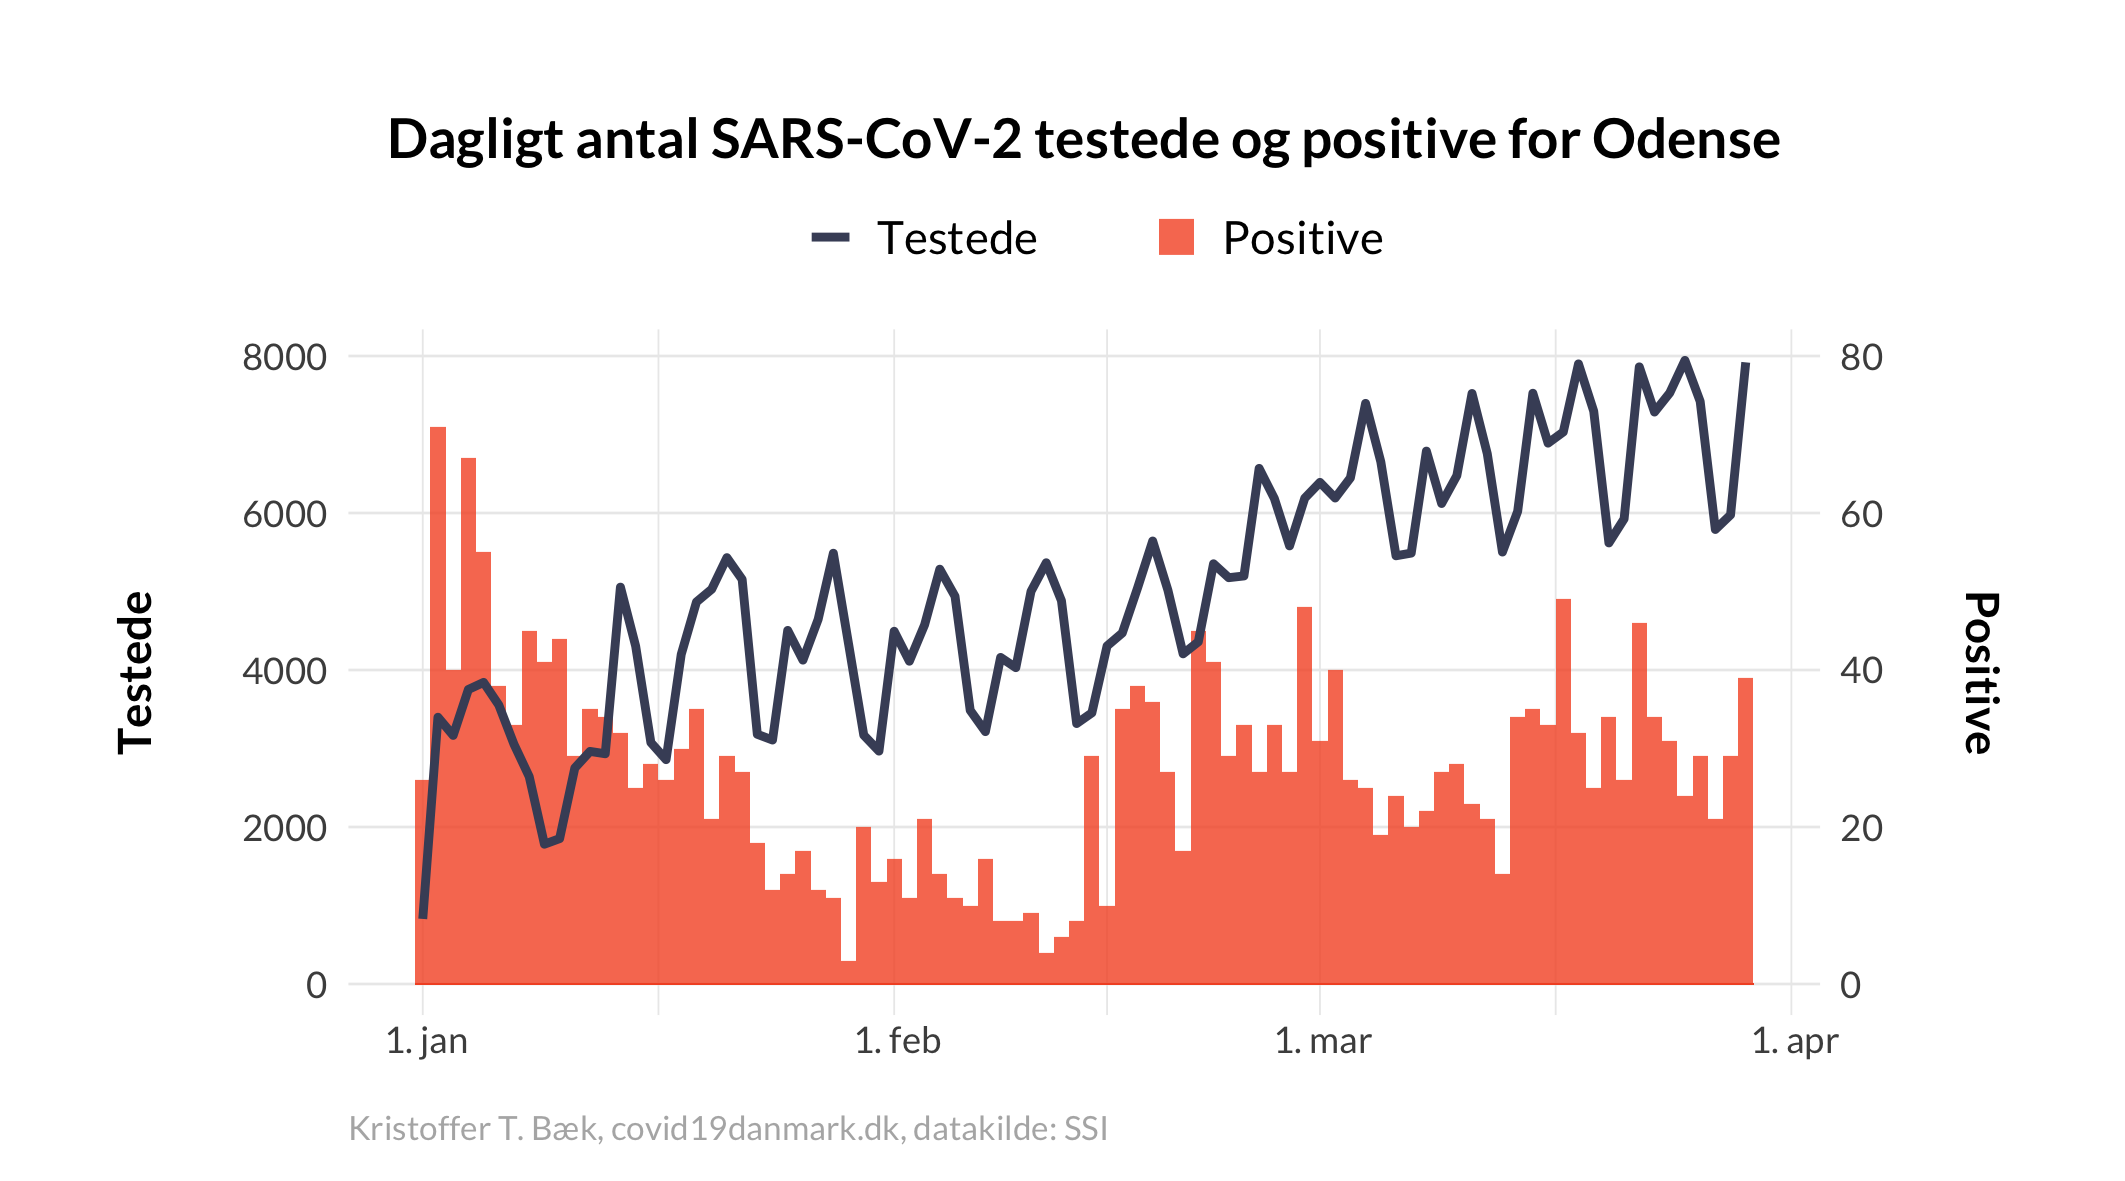 Dagligt antal SARS-CoV-2 testede og positive for Odense
Testede Positive
8000 80
6000 60
4000 40
2000 20
0 0
Testede
Positive
1. jan 1. feb 1. mar 1. apr
Kristoffer T. Bæk, covid19danmark.dk, datakilde: SSI